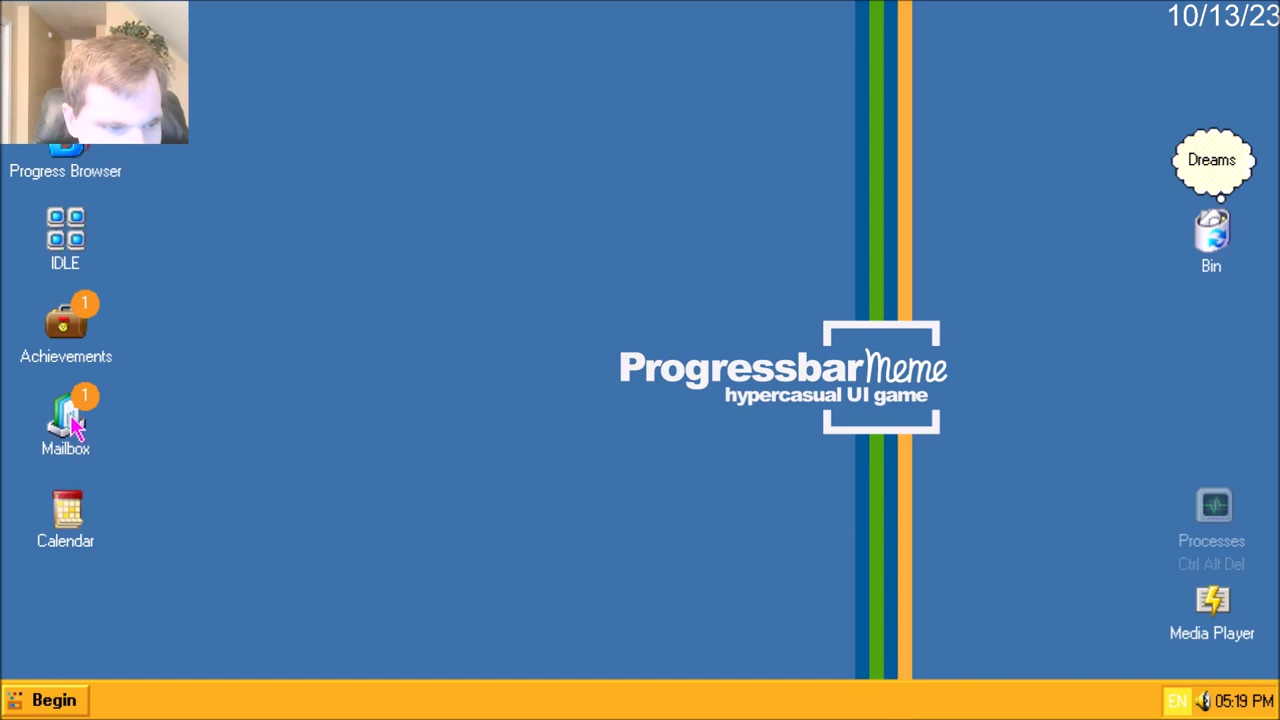 10/13/23
Progress Browser
Dreams
IDLE
Bin
1
Achievements
Progressbar Meme
hypercasual UI game
1
Mailbox
Calendar
Processes
Ctrl Alt Del
Media Player
Begin
EN 05:19 PM